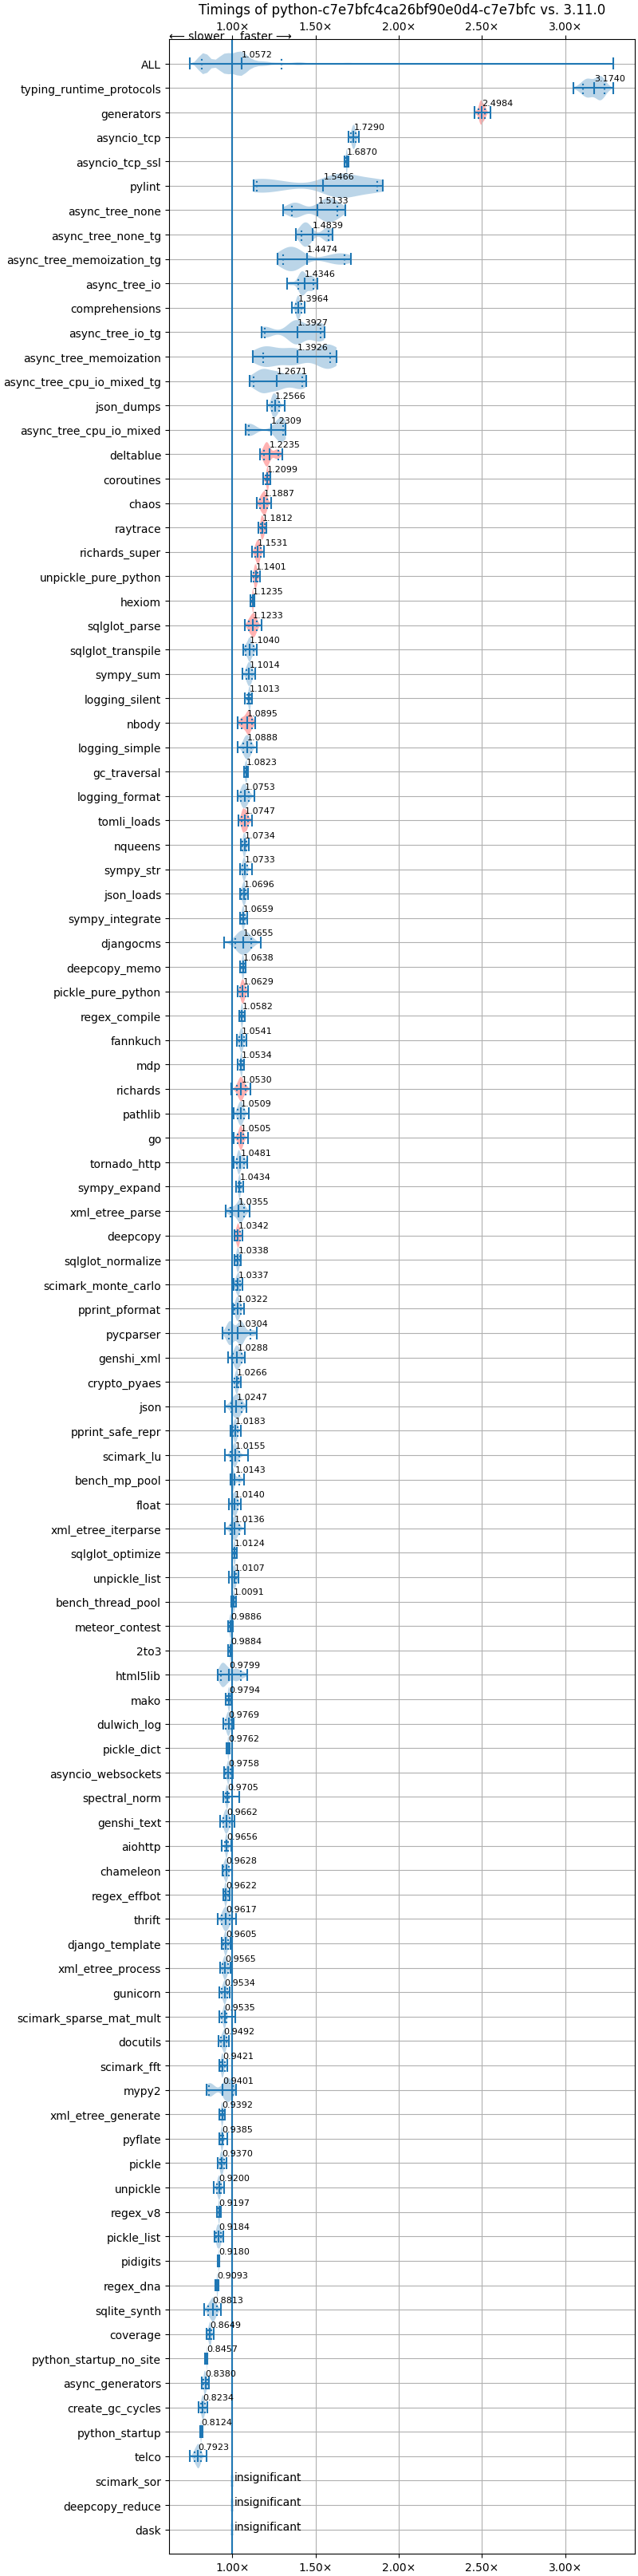 Timings of python-c7e7bfc4ca26bf90e0d4-c7e7bfc vs. 3.11.0
1.00× 1.50× 2.00× 2.50× 3.00×
⟵ slower faster ⟶
ALL 1.0572
typing_runtime_protocols 3.1740
generators 2.4984
asyncio_tcp 1.7290
asyncio_tcp_ssl 1.6870
pylint 1.5466
async_tree_none 1.5133
async_tree_none_tg 1.4839
async_tree_memoization_tg 1.4474
async_tree_io 1.4346
comprehensions 1.3964
async_tree_io_tg 1.3927
async_tree_memoization 1.3926
async_tree_cpu_io_mixed_tg 1.2671
json_dumps 1.2566
async_tree_cpu_io_mixed 1.2309
deltablue 1.2235
coroutines 1.2099
chaos 1.1887
raytrace 1.1812
richards_super 1.1531
unpickle_pure_python 1.1401
hexiom 1.1235
sqlglot_parse 1.1233
sqlglot_transpile 1.1040
sympy_sum 1.1014
logging_silent 1.1013
nbody 1.0895
logging_simple 1.0888
gc_traversal 1.0823
logging_format 1.0753
tomli_loads 1.0747
nqueens 1.0734
sympy_str 1.0733
json_loads 1.0696
sympy_integrate 1.0659
djangocms 1.0655
deepcopy_memo 1.0638
pickle_pure_python 1.0629
regex_compile 1.0582
fannkuch 1.0541
mdp 1.0534
richards 1.0530
pathlib 1.0509
go 1.0505
tornado_http 1.0481
sympy_expand 1.0434
xml_etree_parse 1.0355
deepcopy 1.0342
sqlglot_normalize 1.0338
scimark_monte_carlo 1.0337
pprint_pformat 1.0322
pycparser 1.0304
genshi_xml 1.0288
crypto_pyaes 1.0266
json 1.0247
pprint_safe_repr 1.0183
scimark_lu 1.0155
bench_mp_pool 1.0143
float 1.0140
xml_etree_iterparse 1.0136
sqlglot_optimize 1.0124
unpickle_list 1.0107
bench_thread_pool 1.0091
meteor_contest 0.9886
2to3 0.9884
html5lib 0.9799
mako 0.9794
dulwich_log 0.9769
pickle_dict 0.9762
asyncio_websockets 0.9758
spectral_norm 0.9705
genshi_text 0.9662
aiohttp 0.9656
chameleon 0.9628
regex_effbot 0.9622
thrift 0.9617
django_template 0.9605
xml_etree_process 0.9565
gunicorn 0.9534
scimark_sparse_mat_mult 0.9535
docutils 0.9492
scimark_fft 0.9421
mypy2 0.9401
xml_etree_generate 0.9392
pyflate 0.9385
pickle 0.9370
unpickle 0.9200
regex_v8 0.9197
pickle_list 0.9184
pidigits 0.9180
regex_dna 0.9093
sqlite_synth 0.8813
coverage 0.8649
python_startup_no_site 0.8457
async_generators 0.8380
create_gc_cycles 0.8234
python_startup 0.8124
telco 0.7923
scimark_sor insignificant
deepcopy_reduce insignificant
dask insignificant
1.00× 1.50× 2.00× 2.50× 3.00×